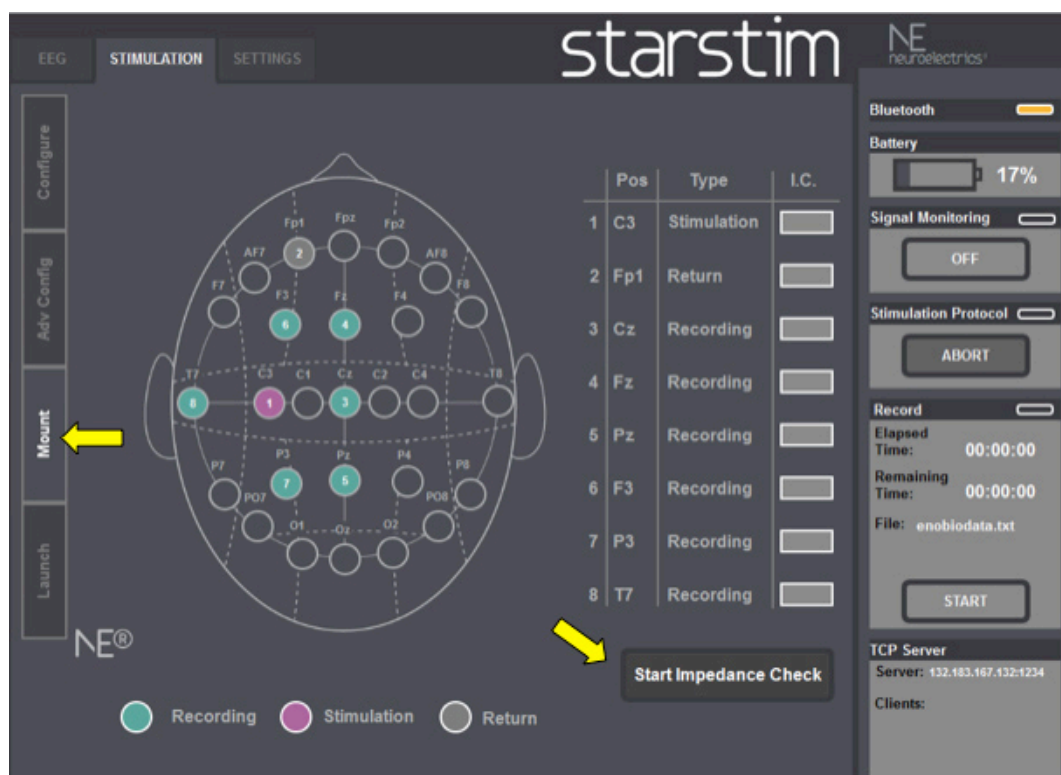 EEG STIMULATION SETTINGS
starstim
NE
neuroelectrics®
Configure
Adv Config
Mount
Launch
Fp1 Fpz Fp2
AF7 AF8
F7 F3 Fz F4 F8
T7 C3 C1 Cz C2 C4 T8
P7 P3 Pz P4 P8
PO7 PO8
O1 Oz O2
2
6 4
8 1 3
7 5
Pos Type I.C.
1 C3 Stimulation
2 Fp1 Return
3 Cz Recording
4 Fz Recording
5 Pz Recording
6 F3 Recording
7 P3 Recording
8 T7 Recording
Start Impedance Check
NE®
Recording Stimulation Return
Bluetooth
Battery
17%
Signal Monitoring
OFF
Stimulation Protocol
ABORT
Record
Elapsed
Time: 00:00:00
Remaining
Time: 00:00:00
File: enobiodata.txt
START
TCP Server
Server: 132.183.167.132:1234
Clients: